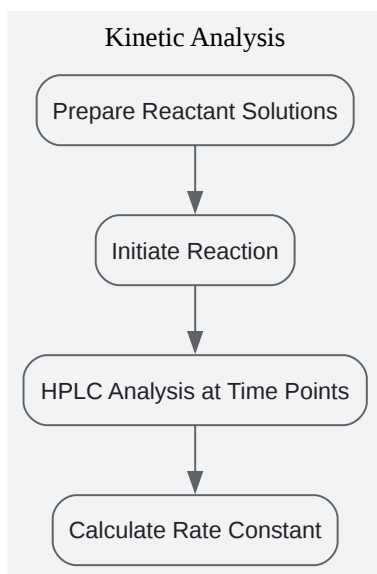 Kinetic Analysis
Prepare Reactant Solutions
Initiate Reaction
HPLC Analysis at Time Points
Calculate Rate Constant